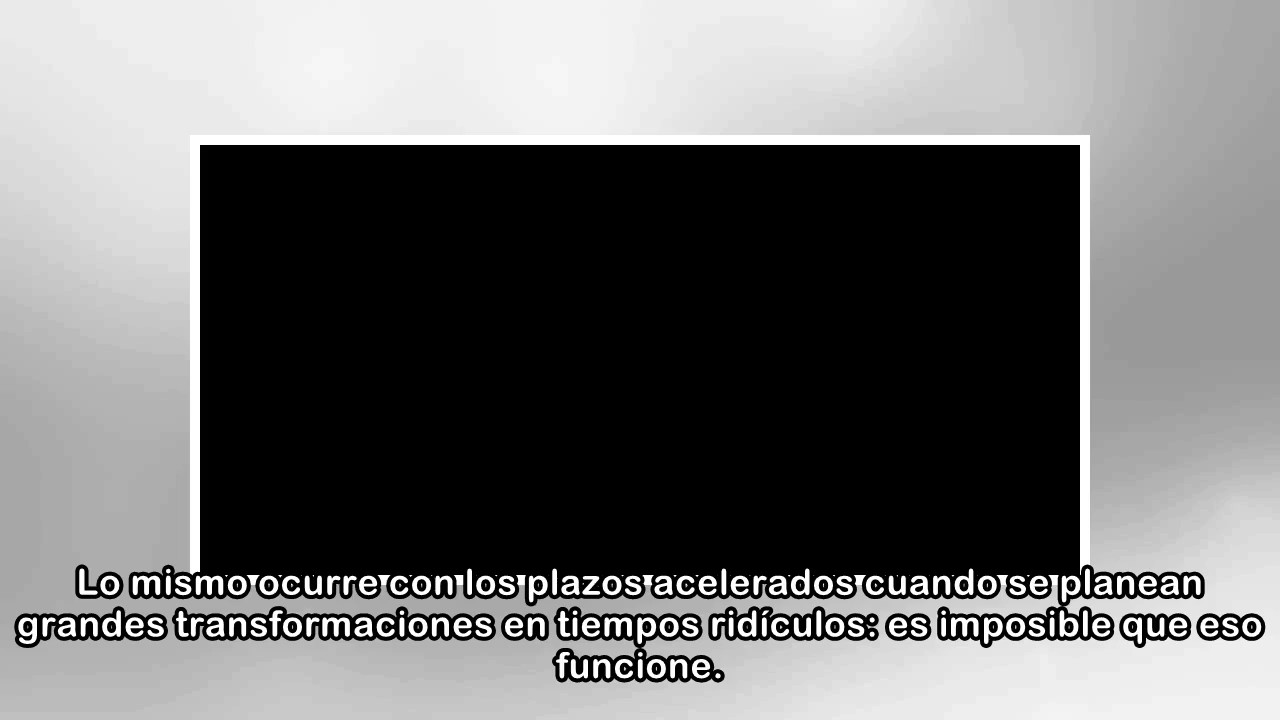 Lo mismo ocurre con los plazos acelerados cuando se planean
grandes transformaciones en tiempos ridículos: es imposible que eso
funcione.